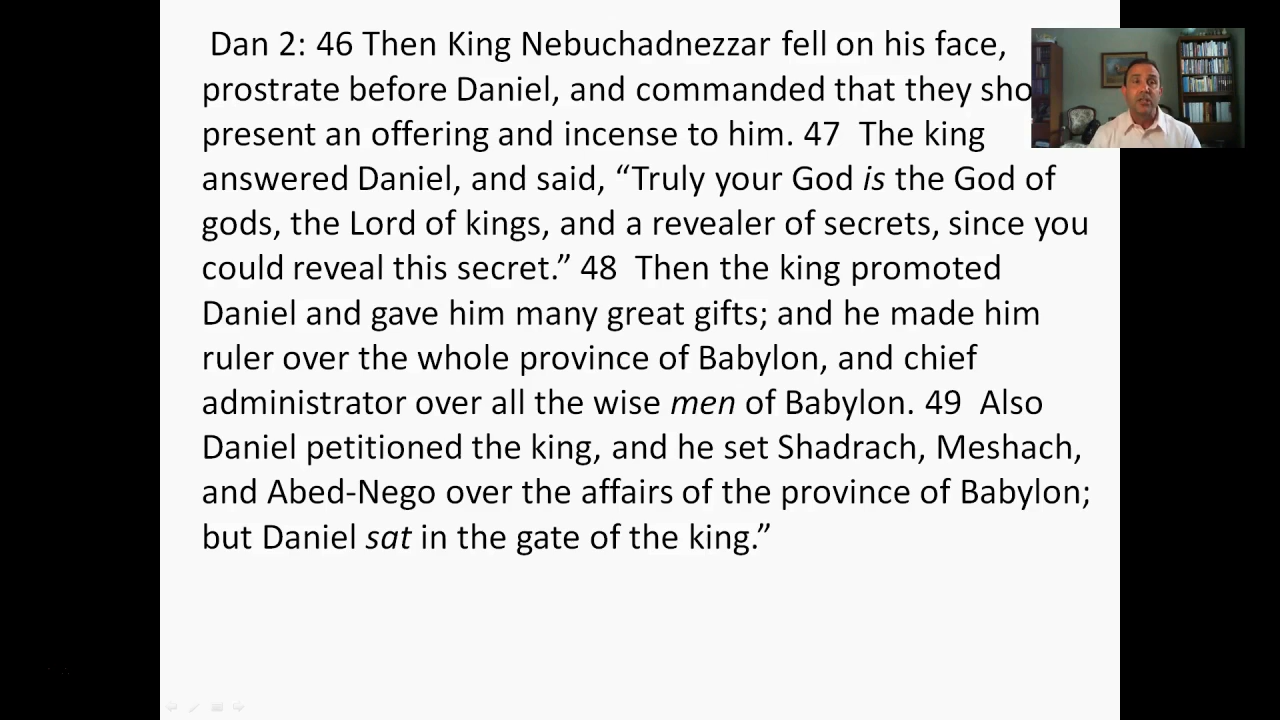 Dan 2: 46 Then King Nebuchadnezzar fell on his face,
prostrate before Daniel, and commanded that they sho
present an offering and incense to him. 47  The king
answered Daniel, and said, “Truly your God is the God of
gods, the Lord of kings, and a revealer of secrets, since you
could reveal this secret.” 48  Then the king promoted
Daniel and gave him many great gifts; and he made him
ruler over the whole province of Babylon, and chief
administrator over all the wise men of Babylon. 49  Also
Daniel petitioned the king, and he set Shadrach, Meshach,
and Abed-Nego over the affairs of the province of Babylon;
but Daniel sat in the gate of the king.”